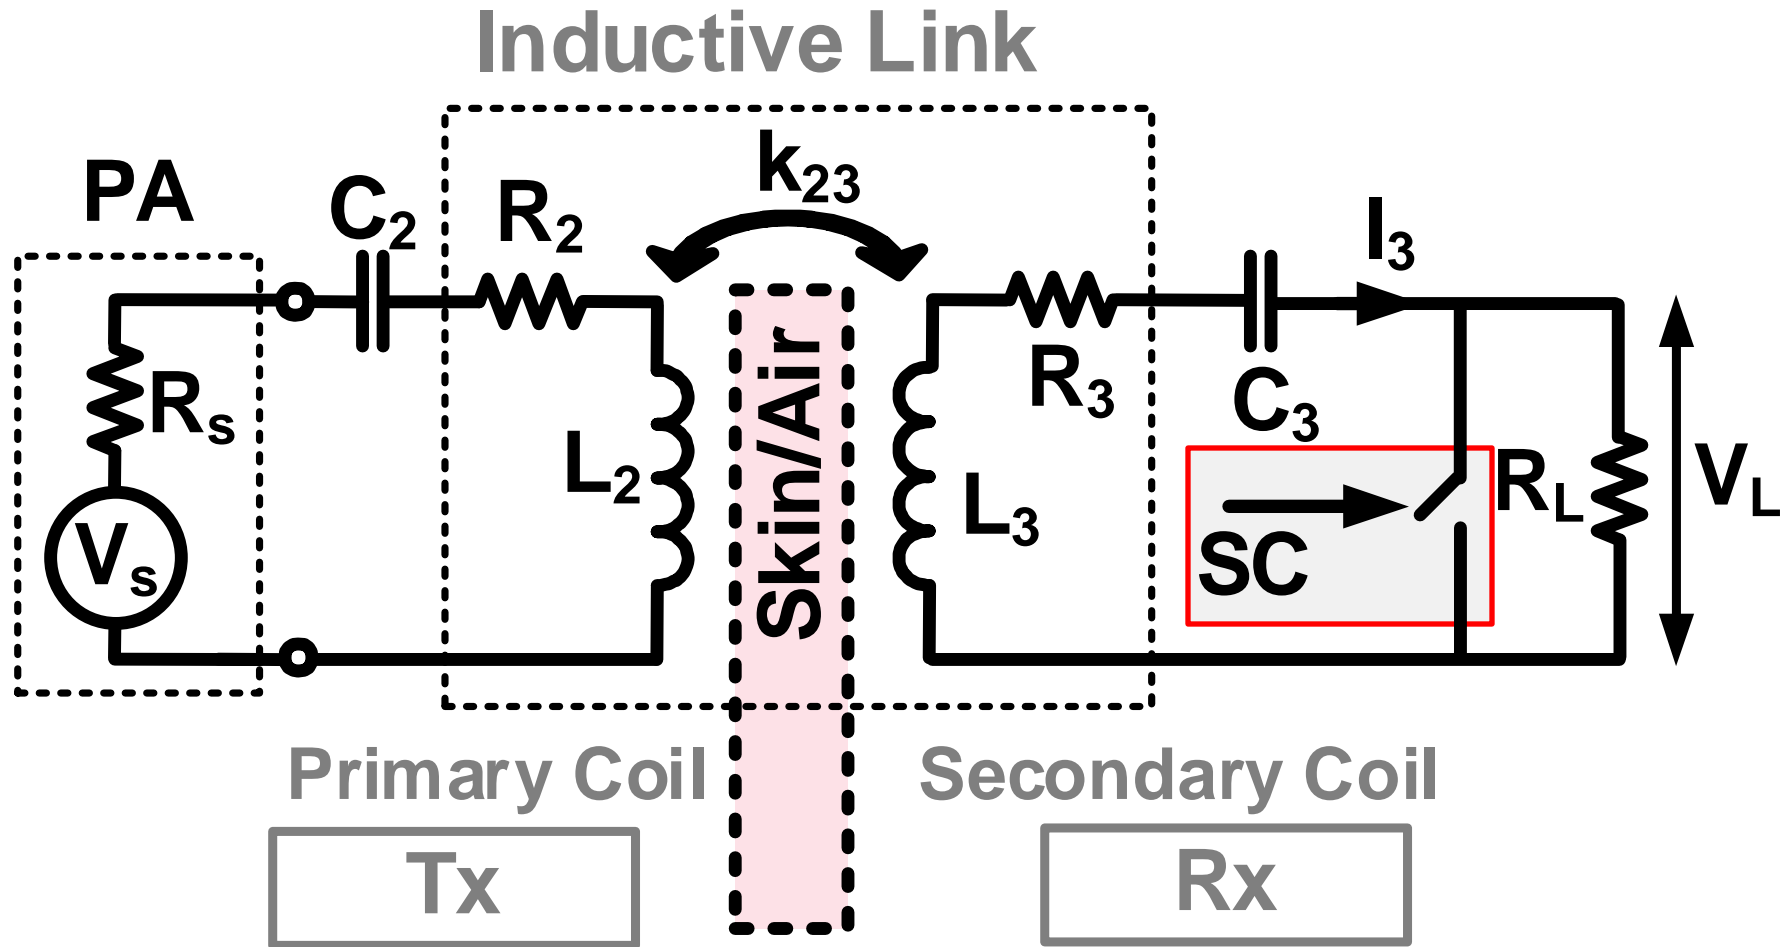 Inductive Link
PA
C2
R2
k23
I3
Rs
Vs
L2
Skin/Air
L3
R3
C3
SC
RL
VL
Primary Coil
Secondary Coil
Tx
Rx